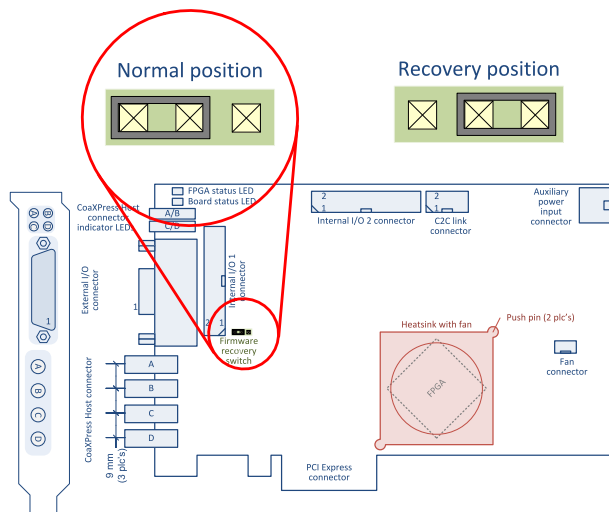 Normal position
Recovery position
FPGA status LED
Board status LED
CoaXPress Host
connector
indicator LEDs
A/B
C/D
B D
A C
2
1
Internal I/O 2 connector
2
1
C2C link
connector
Auxiliary
power
input
connector
External I/O
connector
1
1
Internal I/O 1
connector
2 1
Firmware
recovery
switch
Heatsink with fan
Push pin (2 plc's)
FPGA
Fan
connector
CoaXPress Host connector
A
B
C
D
A
B
C
D
9 mm
(3 plc's)
PCI Express
connector